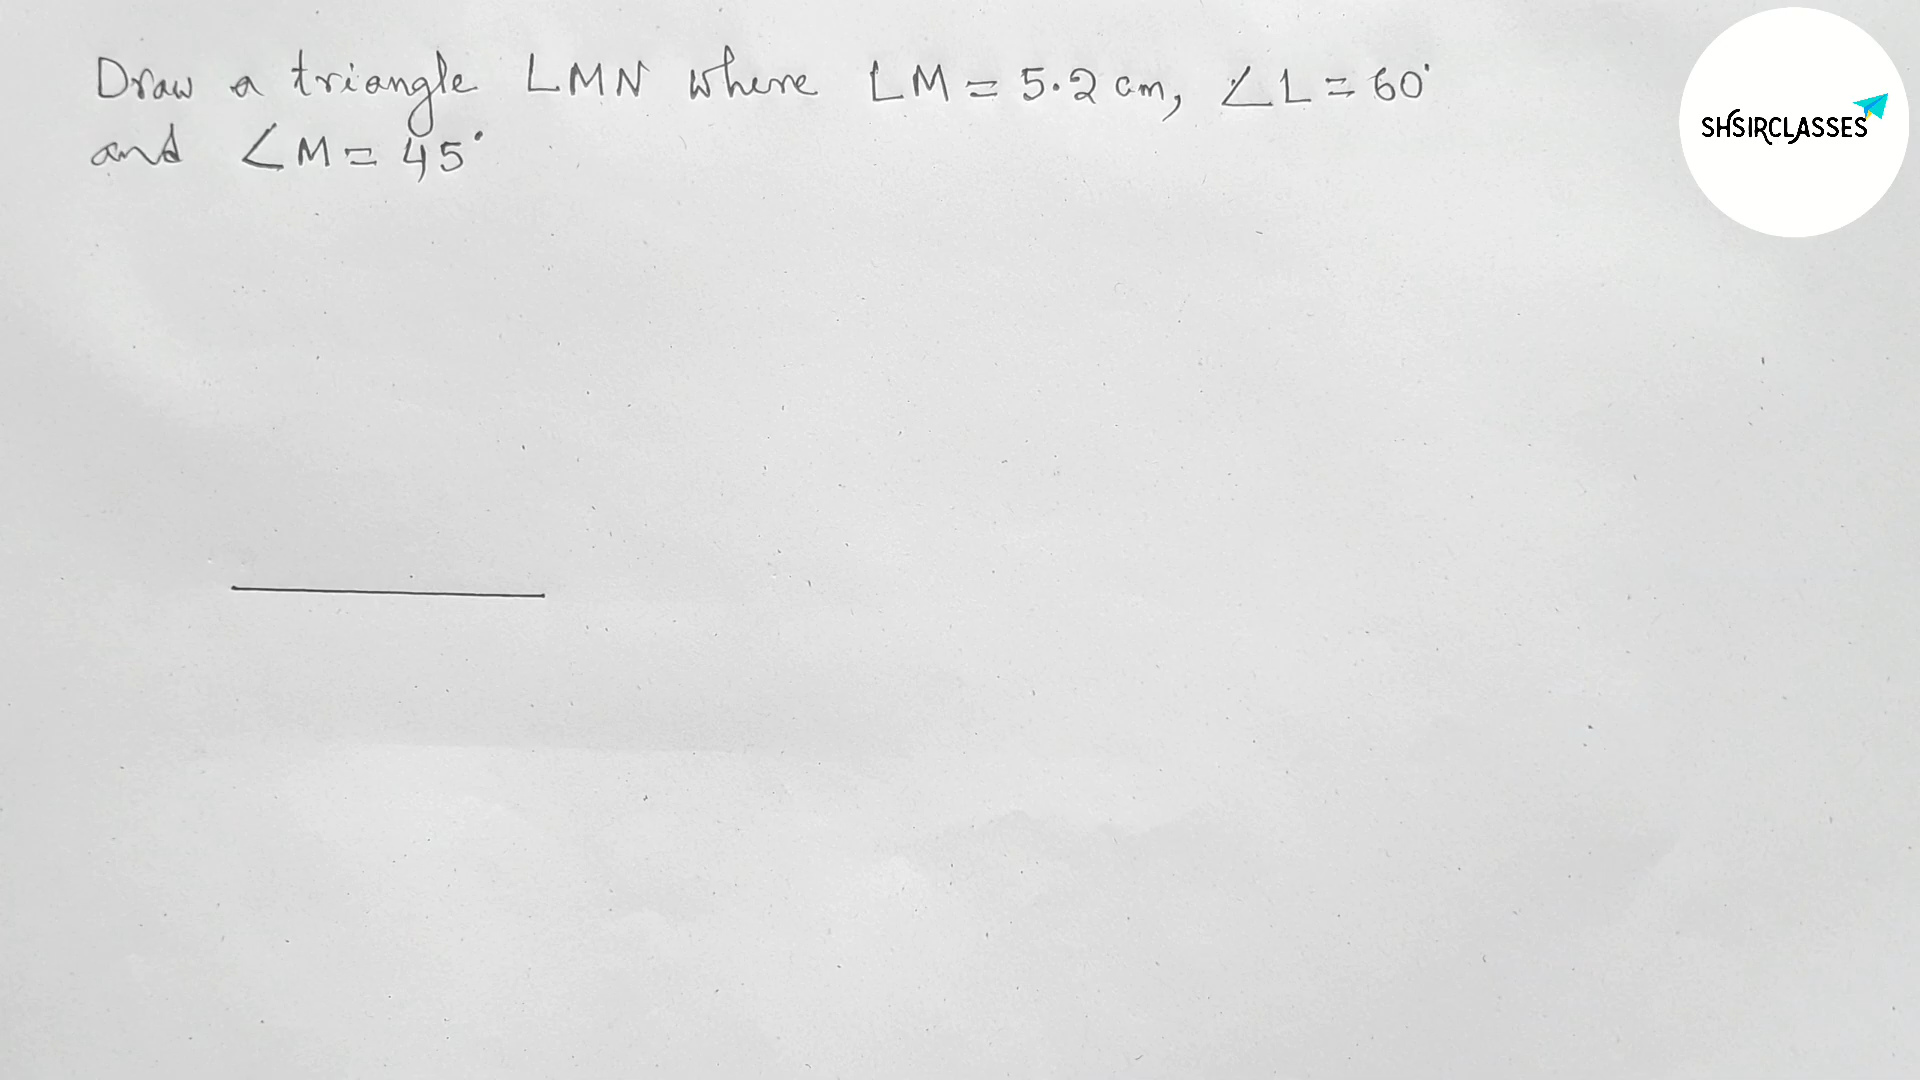 Draw a triangle LMN where LM = 5.2 cm, ∠L = 60°
and ∠M = 45°
SHSIRCLASSES